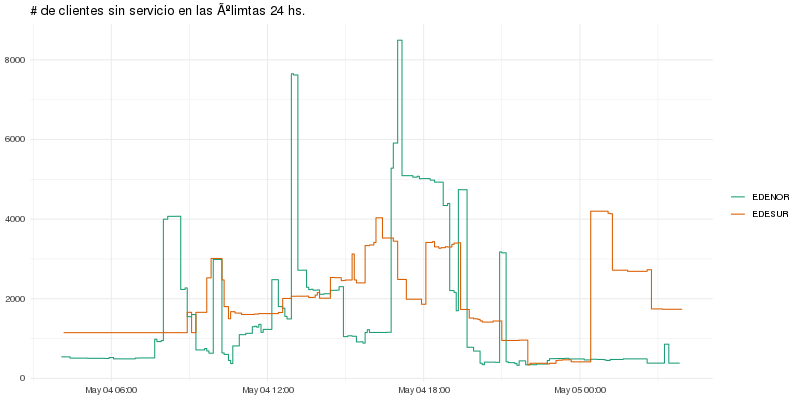 # de clientes sin servicio en las Ãºlimtas 24 hs.
8000
6000
4000
2000
0
May 04 06:00
May 04 12:00
May 04 18:00
May 05 00:00
EDENOR
EDESUR